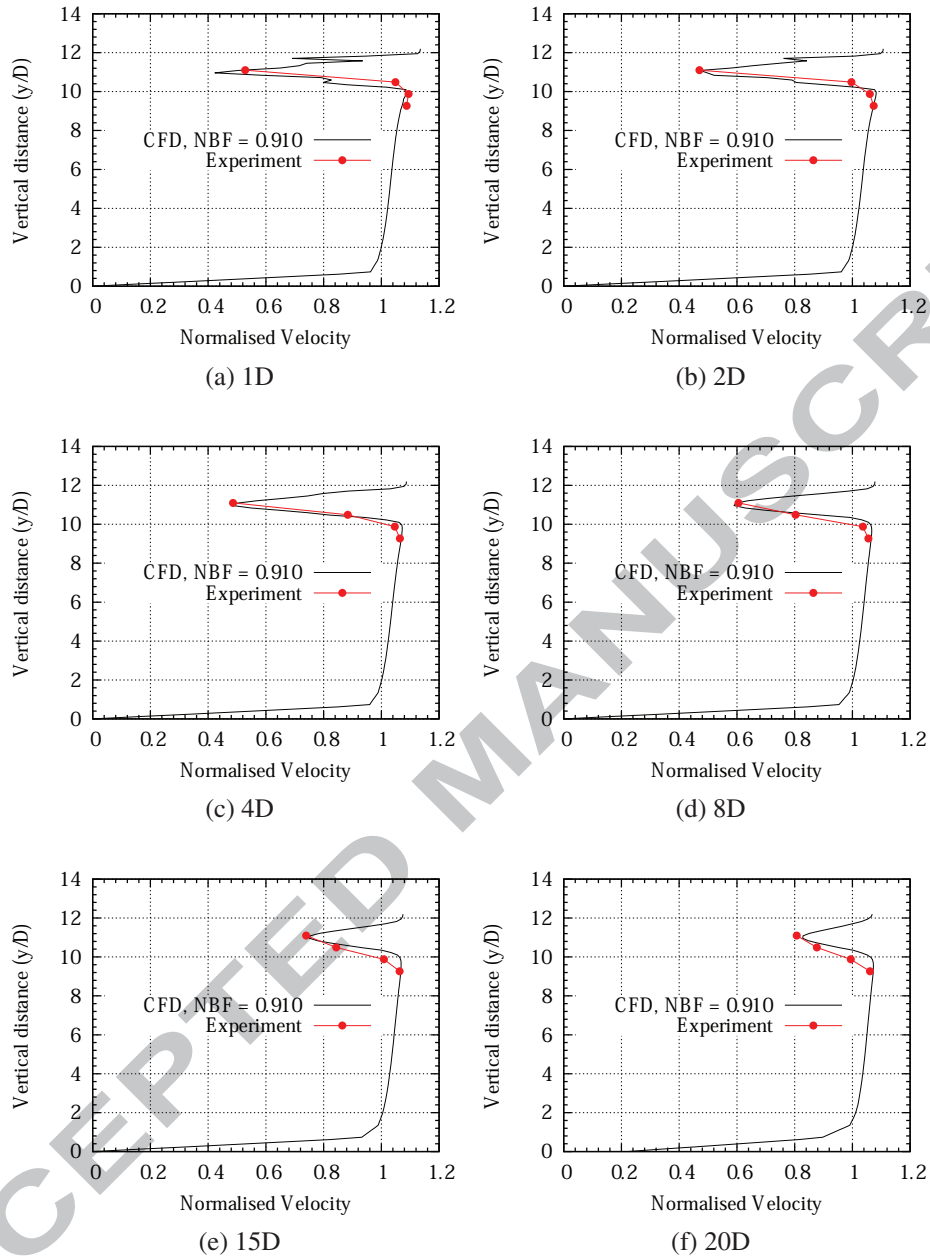 14
12
10
8
6
4
2
0
Vertical distance (y/D)
CFD, NBF = 0.910
Experiment
0 0.2 0.4 0.6 0.8 1 1.2
Normalised Velocity
(a) 1D
14
12
10
8
6
4
2
0
Vertical distance (y/D)
CFD, NBF = 0.910
Experiment
0 0.2 0.4 0.6 0.8 1 1.2
Normalised Velocity
(b) 2D
14
12
10
8
6
4
2
0
Vertical distance (y/D)
CFD, NBF = 0.910
Experiment
0 0.2 0.4 0.6 0.8 1 1.2
Normalised Velocity
(c) 4D
14
12
10
8
6
4
2
0
Vertical distance (y/D)
CFD, NBF = 0.910
Experiment
0 0.2 0.4 0.6 0.8 1 1.2
Normalised Velocity
(d) 8D
14
12
10
8
6
4
2
0
Vertical distance (y/D)
CFD, NBF = 0.910
Experiment
0 0.2 0.4 0.6 0.8 1 1.2
Normalised Velocity
(e) 15D
14
12
10
8
6
4
2
0
Vertical distance (y/D)
CFD, NBF = 0.910
Experiment
0 0.2 0.4 0.6 0.8 1 1.2
Normalised Velocity
(f) 20D
CEPTED MANUSCR